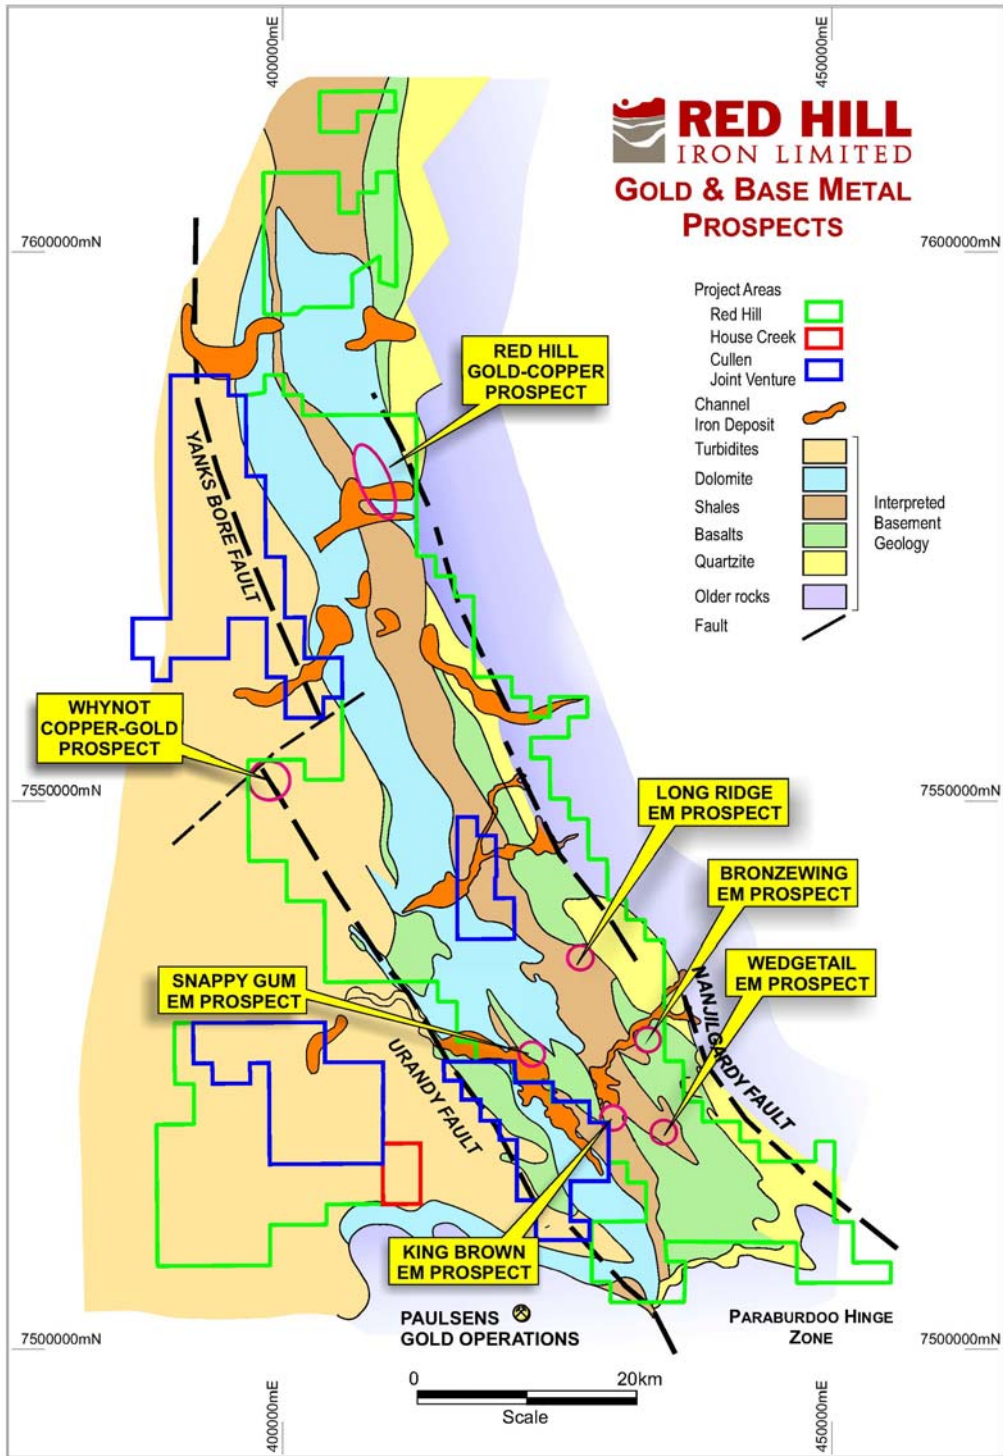 400000mE
450000mE
RED HILL
IRON LIMITED
GOLD & BASE METAL
PROSPECTS
7600000mN
7600000mN
Project Areas
Red Hill
House Creek
Cullen
Joint Venture
Channel
Iron Deposit
Turbidites
Dolomite
Shales
Basalts
Quartzite
Older rocks
Fault
Interpreted
Basement
Geology
RED HILL
GOLD-COPPER
PROSPECT
YANKS BORE FAULT
WHYNOT
COPPER-GOLD
PROSPECT
7550000mN
7550000mN
LONG RIDGE
EM PROSPECT
BRONZEWING
EM PROSPECT
WEDGETAIL
EM PROSPECT
SNAPPY GUM
EM PROSPECT
NANJILGARDY FAULT
URANDY FAULT
KING BROWN
EM PROSPECT
PAULSENS
GOLD OPERATIONS
PARABURDOO HINGE
ZONE
7500000mN
7500000mN
0 20km
Scale
400000mE
450000mE